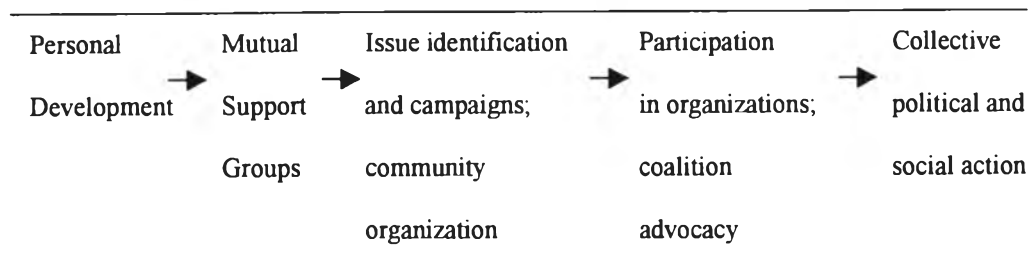 Personal
Development
Mutual
Support
Groups
Issue identification
and campaigns;
community
organization
Participation
in organizations;
coalition
advocacy
Collective
political and
social action